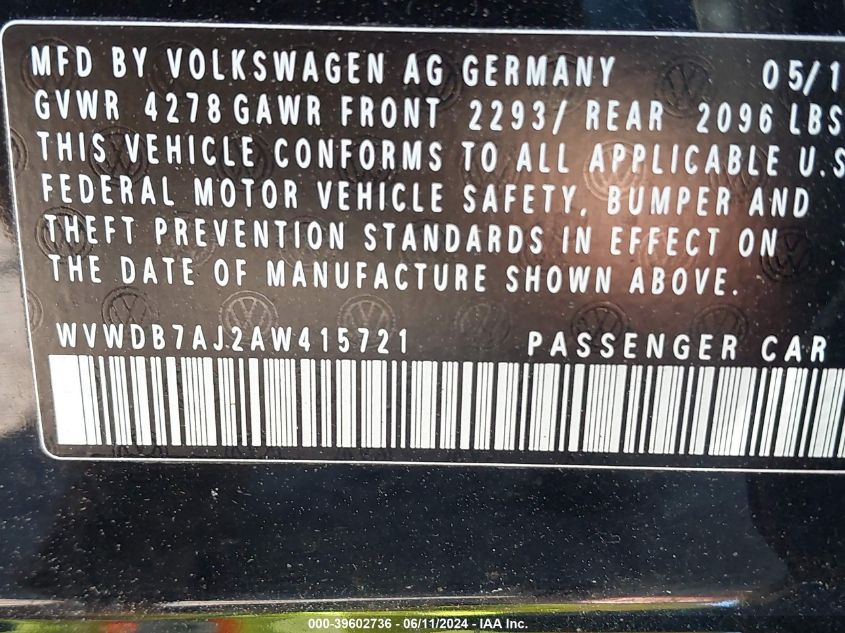 MFD BY VOLKSWAGEN AG GERMANY 05/1
GVWR 4278 GAWR FRONT 2293/ REAR 2096 LBS
THIS VEHICLE CONFORMS TO ALL APPLICABLE U.S
FEDERAL MOTOR VEHICLE SAFETY, BUMPER AND
THEFT PREVENTION STANDARDS IN EFFECT ON
THE DATE OF MANUFACTURE SHOWN ABOVE.
WVWDB7AJ2AW415721 PASSENGER CAR
000-39602736 - 06/11/2024 - IAA Inc.